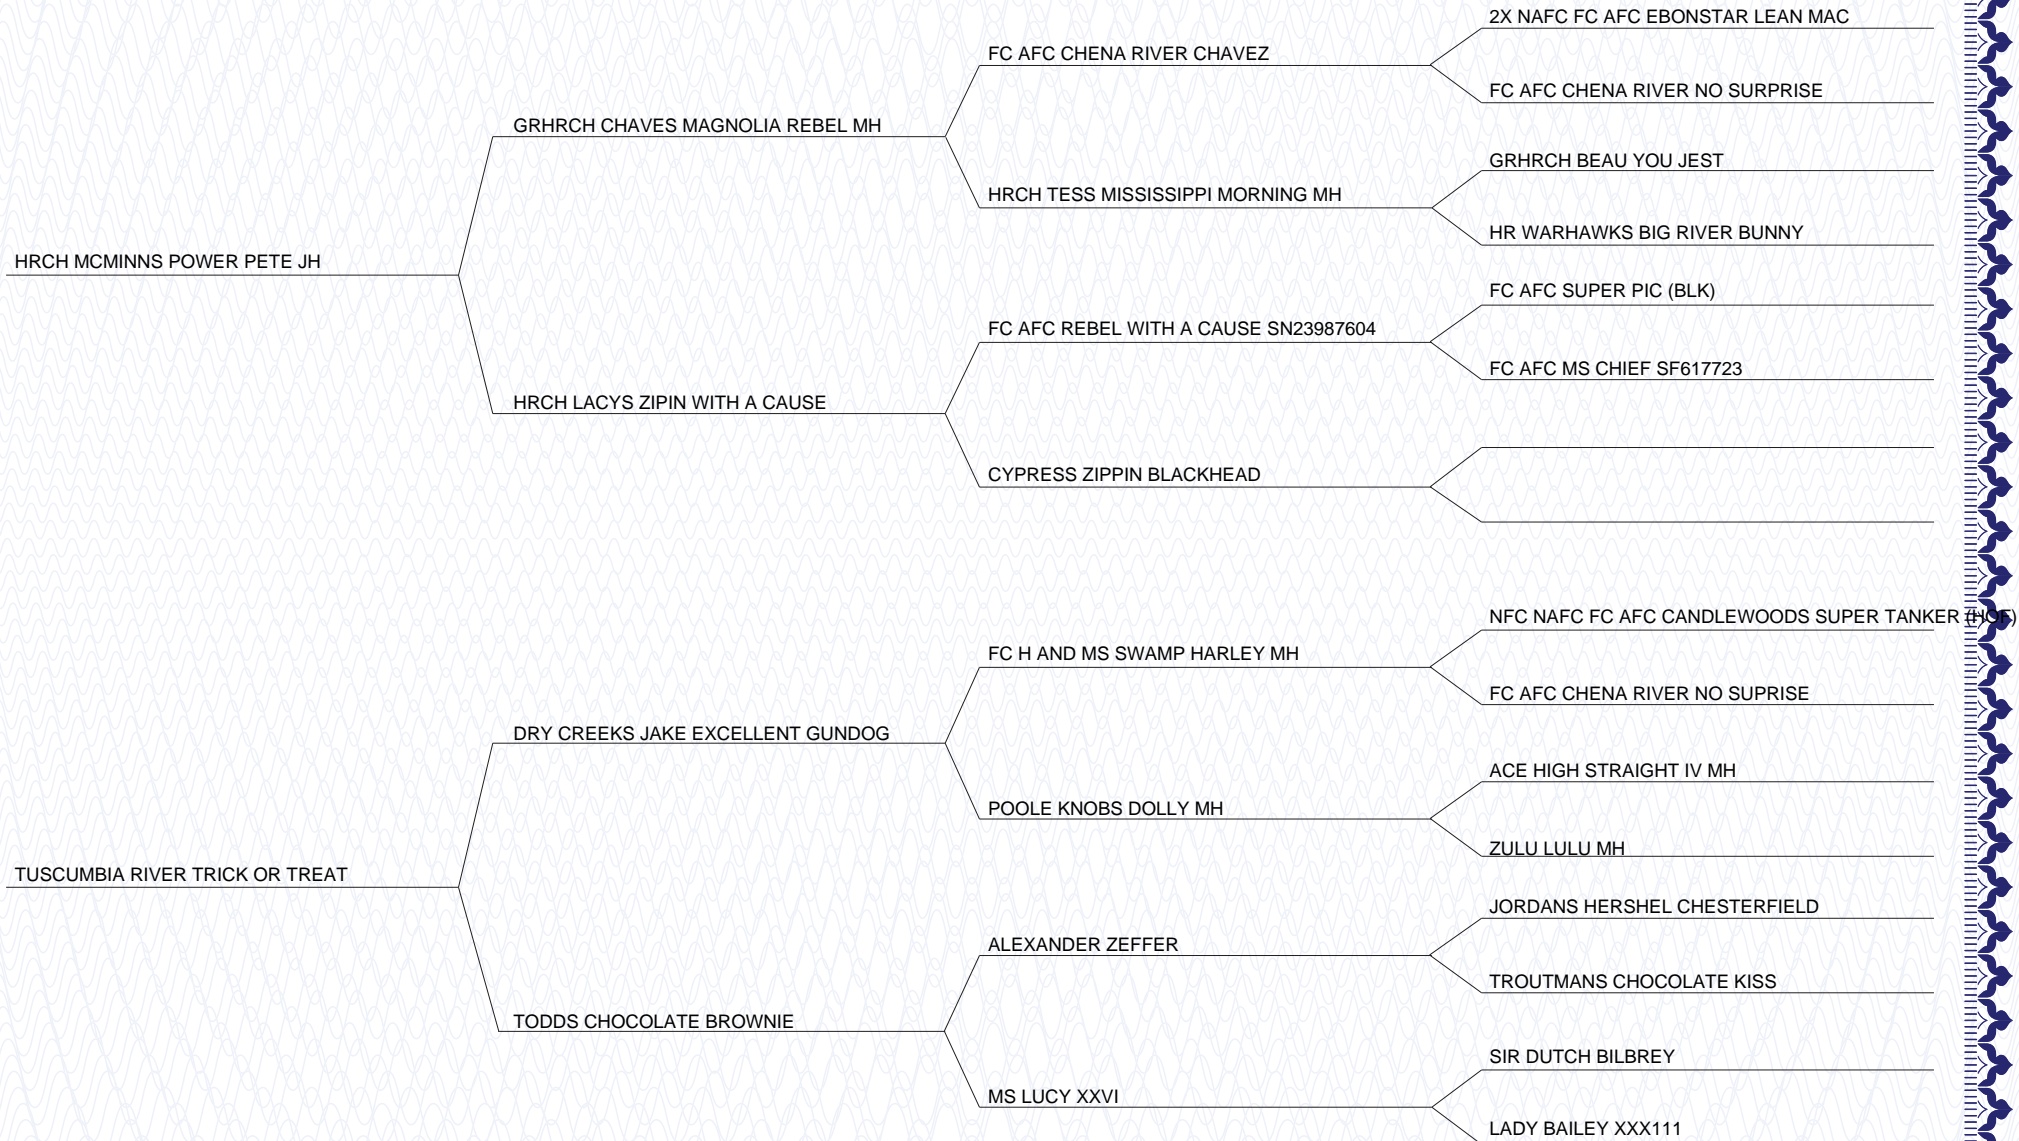 2X NAFC FC AFC EBONSTAR LEAN MAC
FC AFC CHENA RIVER CHAVEZ
FC AFC CHENA RIVER NO SURPRISE
GRHRCH CHAVES MAGNOLIA REBEL MH
GRHRCH BEAU YOU JEST
HRCH TESS MISSISSIPPI MORNING MH
HR WARHAWKS BIG RIVER BUNNY
HRCH MCMINNS POWER PETE JH
FC AFC SUPER PIC (BLK)
FC AFC REBEL WITH A CAUSE SN23987604
FC AFC MS CHIEF SF617723
HRCH LACYS ZIPIN WITH A CAUSE
CYPRESS ZIPPIN BLACKHEAD
NFC NAFC FC AFC CANDLEWOODS SUPER TANKER (HOF)
FC H AND MS SWAMP HARLEY MH
FC AFC CHENA RIVER NO SUPRISE
DRY CREEKS JAKE EXCELLENT GUNDOG
ACE HIGH STRAIGHT IV MH
POOLE KNOBS DOLLY MH
ZULU LULU MH
TUSCUMBIA RIVER TRICK OR TREAT
JORDANS HERSHEL CHESTERFIELD
ALEXANDER ZEFFER
TROUTMANS CHOCOLATE KISS
TODDS CHOCOLATE BROWNIE
SIR DUTCH BILBREY
MS LUCY XXVI
LADY BAILEY XXX111